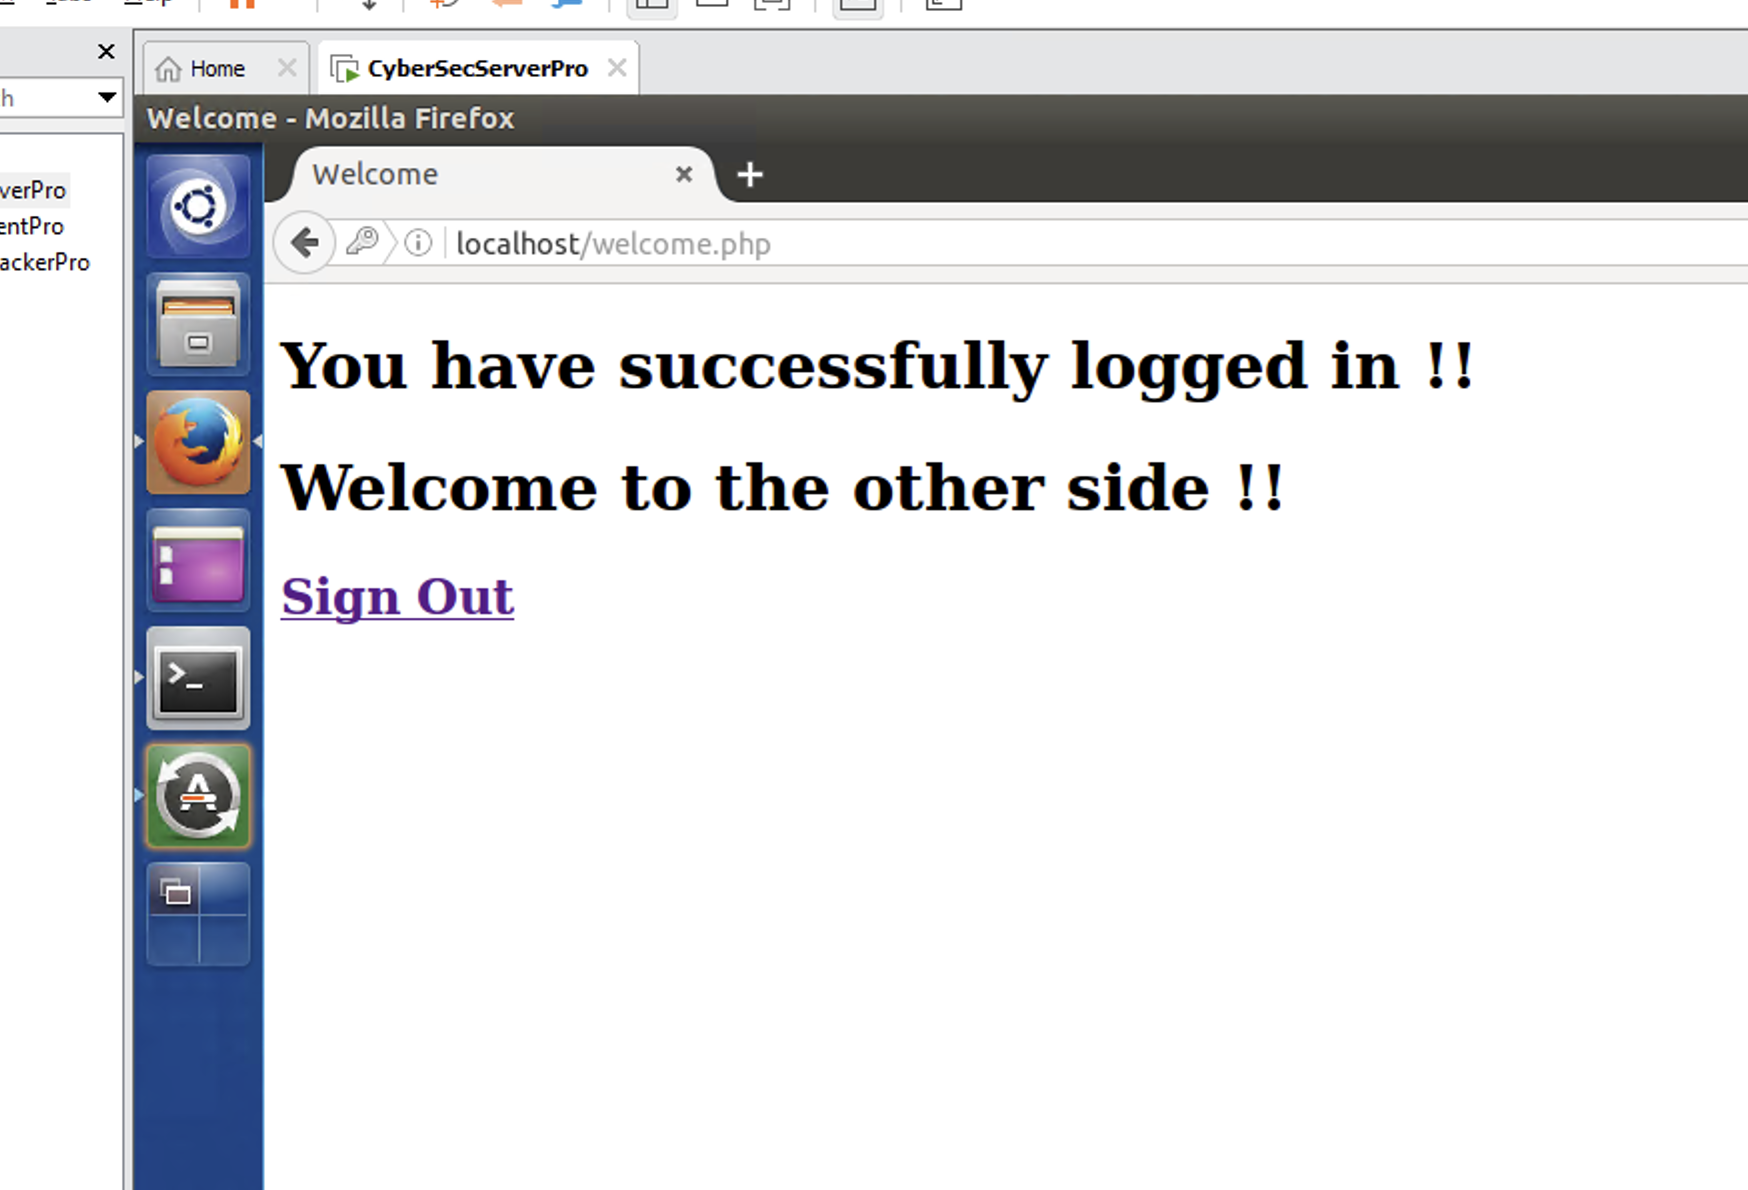 Home
CyberSecServerPro
Welcome - Mozilla Firefox
Welcome
localhost/welcome.php
verPro
entPro
ackerPro
You have successfully logged in !!
Welcome to the other side !!
Sign Out